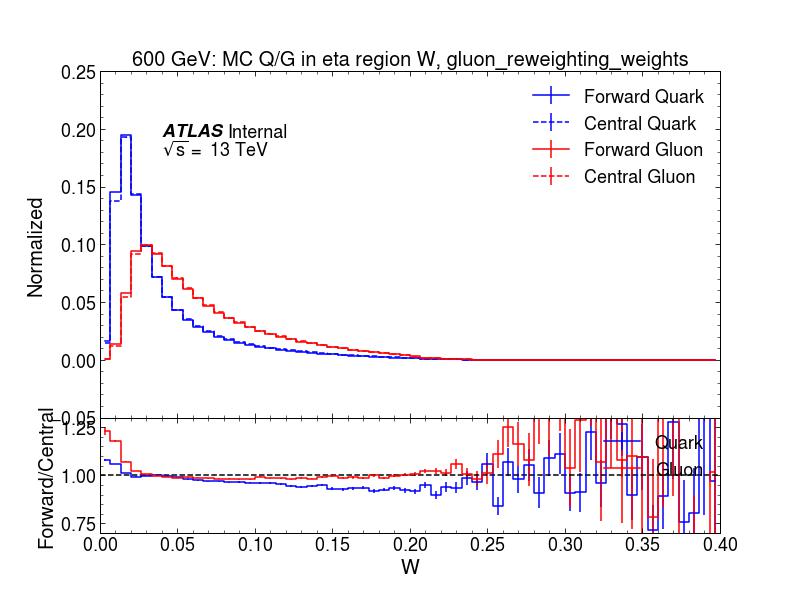 600 GeV: MC Q/G in eta region W, gluon_reweighting_weights
0.25
0.20
0.15
0.10
0.05
0.00
0.05
Normalized
ATLAS Internal
√s = 13 TeV
Forward Quark
Central Quark
Forward Gluon
Central Gluon
1.25
1.00
0.75
Forward/Central
Quark
Gluon
0.00 0.05 0.10 0.15 0.20 0.25 0.30 0.35 0.40
W